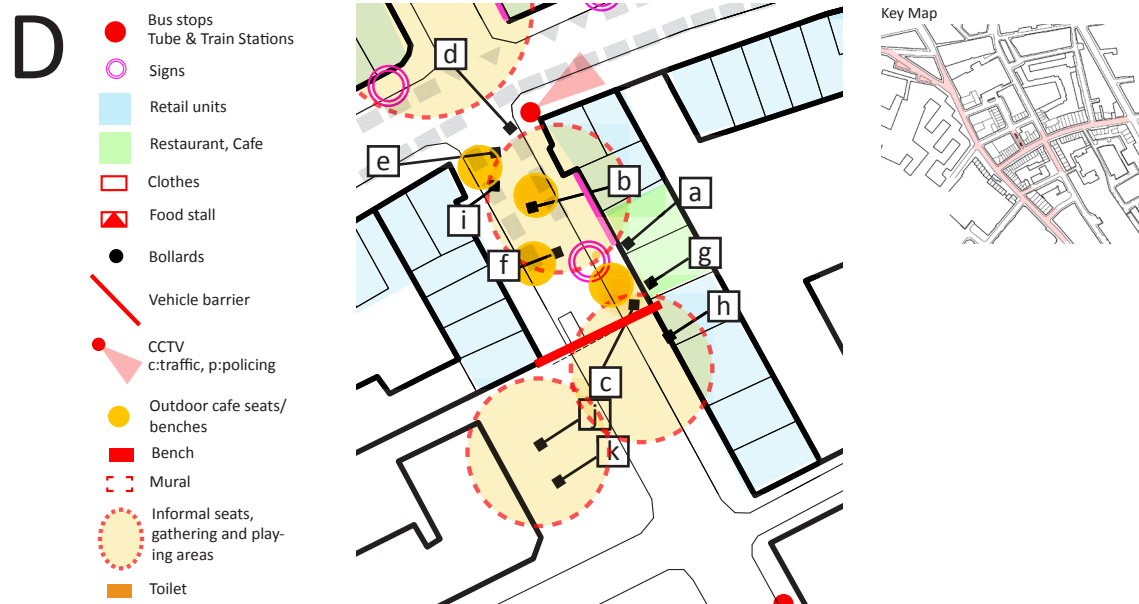 D
Bus stops
Tube & Train Stations
Signs
Retail units
Restaurant, Cafe
Clothes
Food stall
Bollards
Vehicle barrier
CCTV
c:traffic, p:policing
Outdoor cafe seats/
benches
Bench
Mural
Informal seats,
gathering and play-
ing areas
Toilet
d
e
b
a
i
f
g
h
c
j
k
Key Map